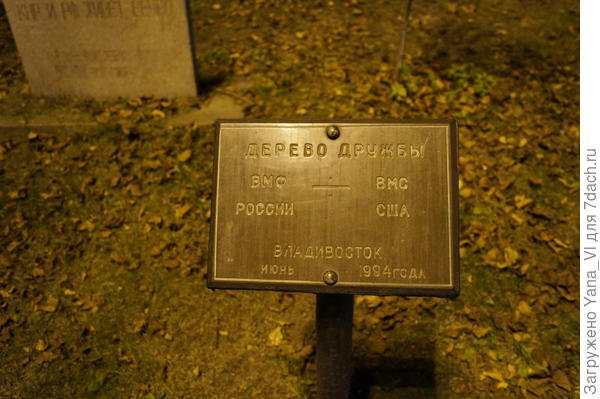 ДЕРЕВО ДРУЖБЫ
ВМФ — ВМС
РОССИИ США
ВЛАДИВОСТОК
ИЮНЬ 1994 ГОДА
Загружено Yana_VI для 7dach.ru